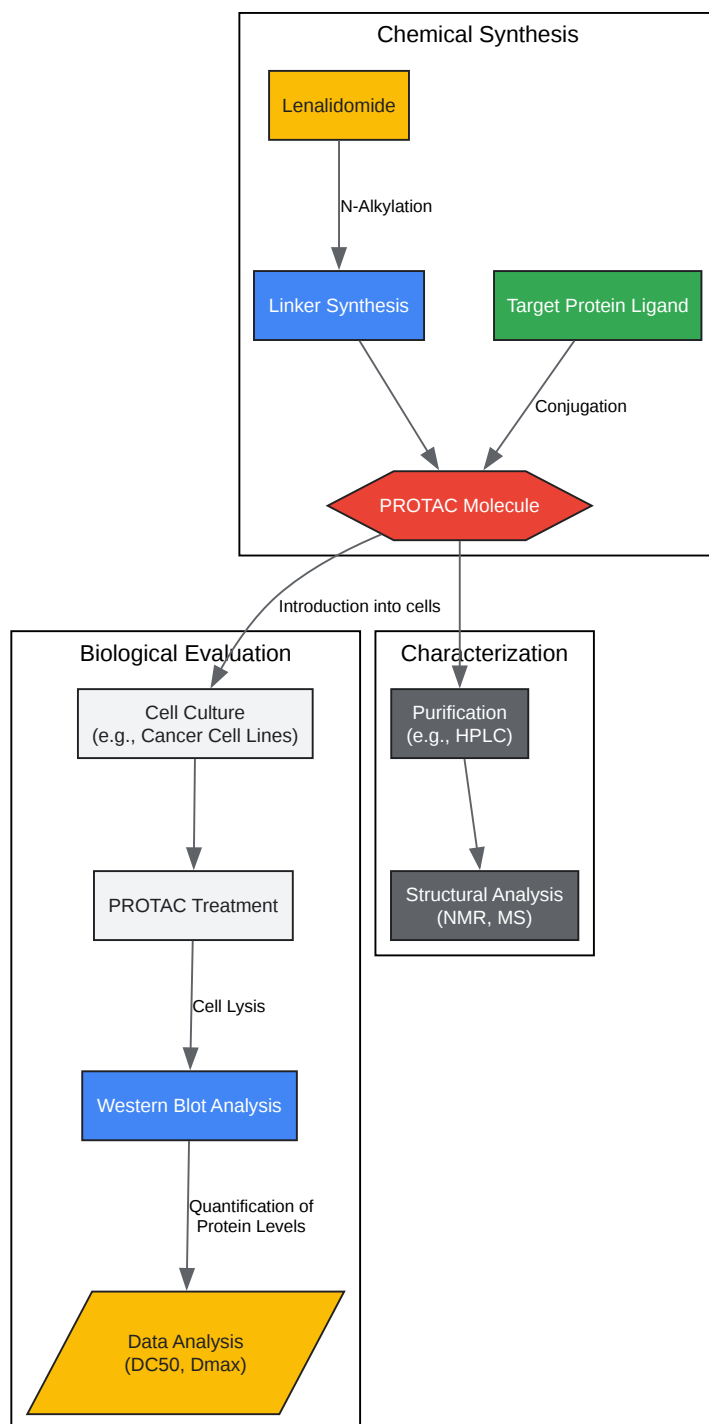 Chemical Synthesis
Lenalidomide
N-Alkylation
Linker Synthesis
Target Protein Ligand
Conjugation
PROTAC Molecule
Introduction into cells
Biological Evaluation
Cell Culture
(e.g., Cancer Cell Lines)
PROTAC Treatment
Cell Lysis
Western Blot Analysis
Quantification of
Protein Levels
Data Analysis
(DC50, Dmax)
Characterization
Purification
(e.g., HPLC)
Structural Analysis
(NMR, MS)